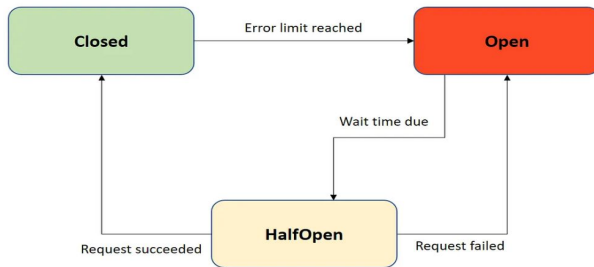 Closed
Error limit reached
Open
Wait time due
HalfOpen
Request succeeded
Request failed